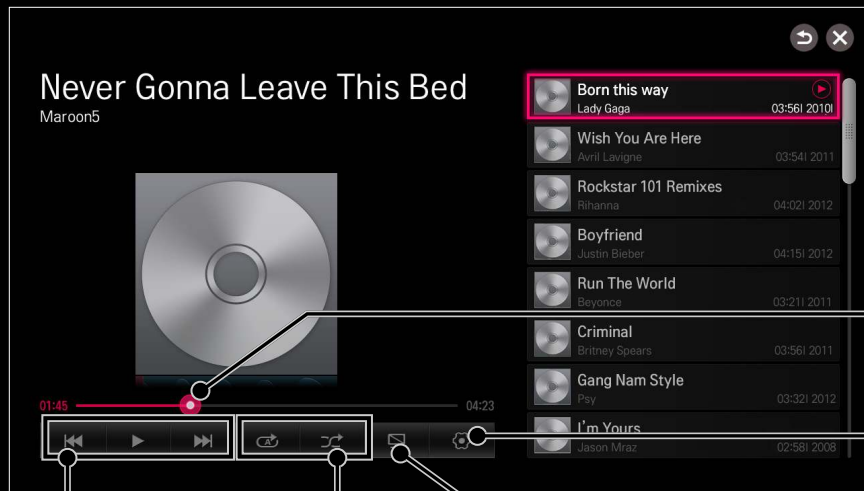 Never Gonna Leave This Bed
Maroon5
01:45
04:23
Born this way
Lady Gaga 03:56| 2010|
Wish You Are Here
Avril Lavigne 03:54| 2011
Rockstar 101 Remixes
Rihanna 04:02| 2012
Boyfriend
Justin Bieber 04:15| 2012
Run The World
Beyonce 03:21| 2011
Criminal
Britney Spears 03:56| 2011
Gang Nam Style
Psy 03:32| 2012
I'm Yours
Jason Mraz 02:58| 2008